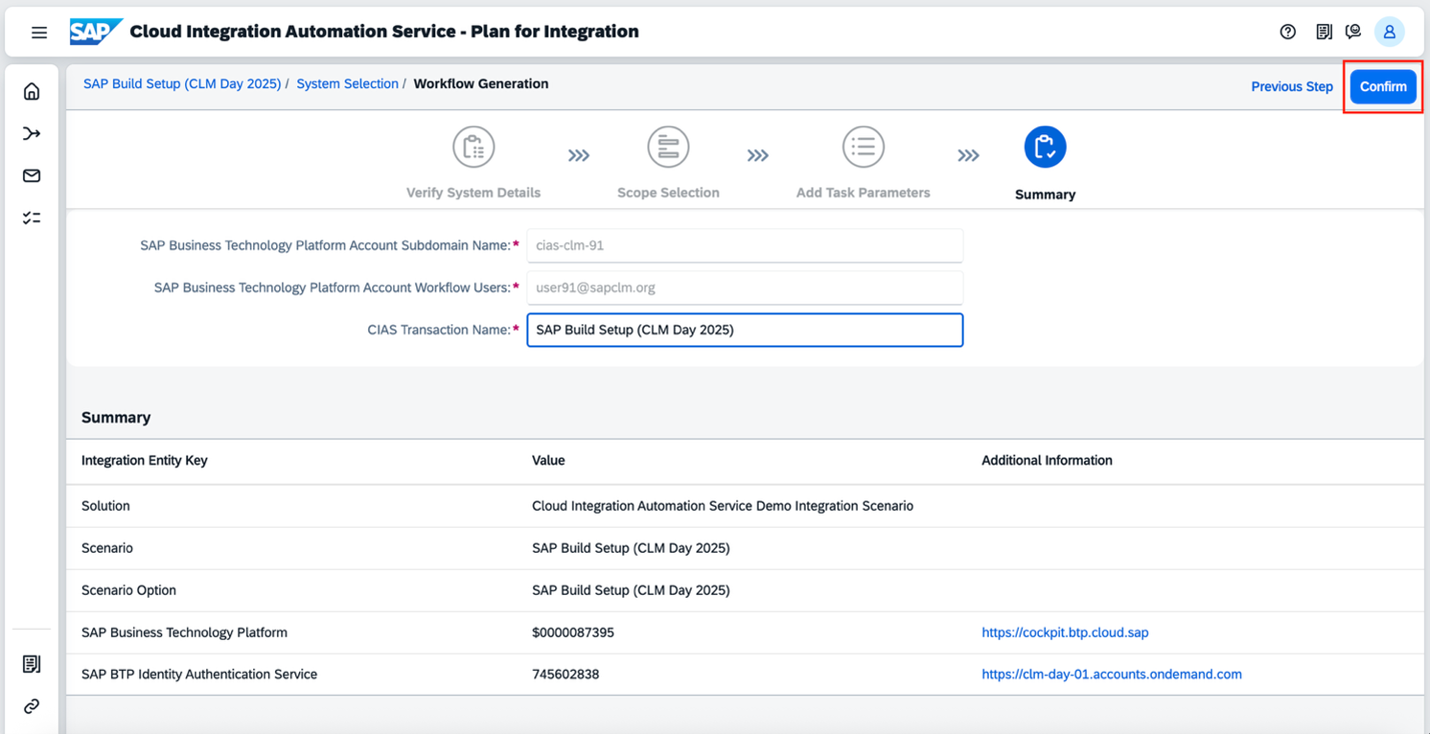 SAP Cloud Integration Automation Service - Plan for Integration
SAP Build Setup (CLM Day 2025) / System Selection / Workflow Generation
Previous Step Confirm
Verify System Details Scope Selection Add Task Parameters Summary
SAP Business Technology Platform Account Subdomain Name:* cias-clm-91
SAP Business Technology Platform Account Workflow Users:* user91@sapclm.org
CIAS Transaction Name:* SAP Build Setup (CLM Day 2025)
Summary
Integration Entity Key Value Additional Information
Solution Cloud Integration Automation Service Demo Integration Scenario
Scenario SAP Build Setup (CLM Day 2025)
Scenario Option SAP Build Setup (CLM Day 2025)
SAP Business Technology Platform $0000087395 https://cockpit.btp.cloud.sap
SAP BTP Identity Authentication Service 745602838 https://clm-day-01.accounts.ondemand.com